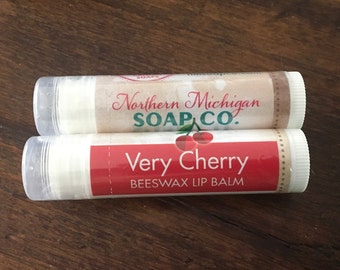 Northern Michigan
SOAP CO.
Very Cherry
BEESWAX LIP BALM